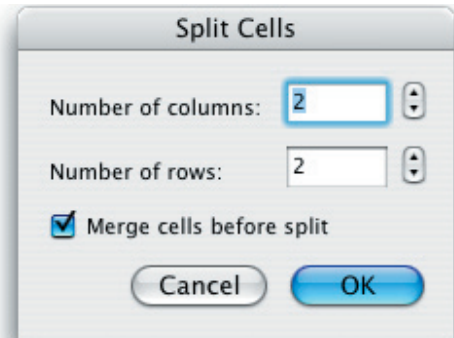 Split Cells
Number of columns: 2
Number of rows: 2
Merge cells before split
Cancel OK